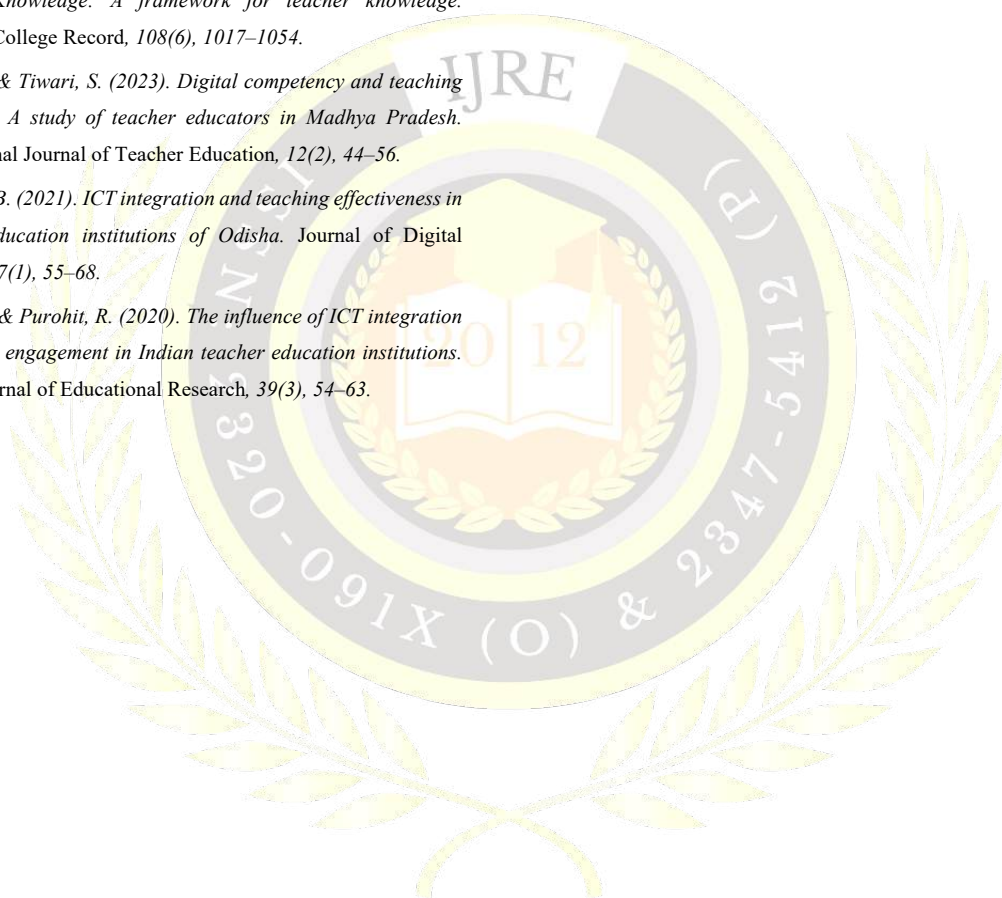 Knowledge: A framework for teacher knowledge.
College Record, 108(6), 1017–1054.
& Tiwari, S. (2023). Digital competency and teaching
A study of teacher educators in Madhya Pradesh.
nal Journal of Teacher Education, 12(2), 44–56.
B. (2021). ICT integration and teaching effectiveness in
ducation institutions of Odisha. Journal of Digital
7(1), 55–68.
& Purohit, R. (2020). The influence of ICT integration
engagement in Indian teacher education institutions.
rnal of Educational Research, 39(3), 54–63.
IJRE
ISSN 2320-091X (O) & 2347-5412 (P)
20 12